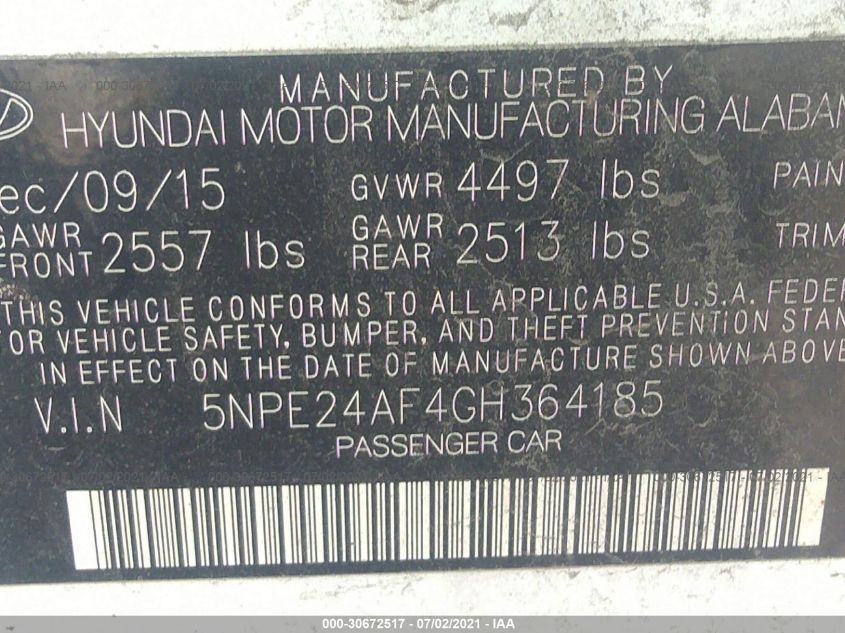 MANUFACTURED BY
HYUNDAI MOTOR MANUFACTURING ALABAM
ec/09/15 GVWR 4497 lbs PAIN
GAWR FRONT 2557 lbs GAWR REAR 2513 lbs TRIM
THIS VEHICLE CONFORMS TO ALL APPLICABLE U.S.A. FEDER
OR VEHICLE SAFETY, BUMPER, AND THEFT PREVENTION STAN
IN EFFECT ON THE DATE OF MANUFACTURE SHOWN ABOVE
V.I.N 5NPE24AF4GH364185
PASSENGER CAR
000-30672517 - 07/02/2021 - IAA